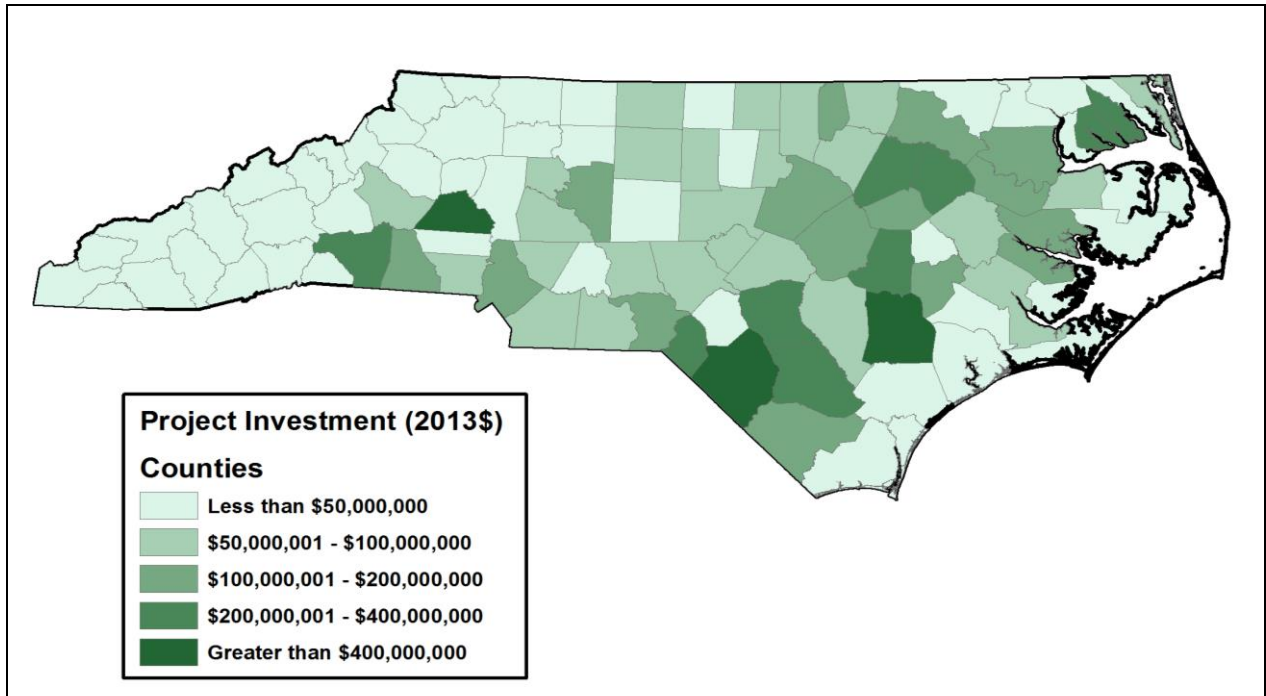 Project Investment (2013$)
Counties
Less than $50,000,000
$50,000,001 - $100,000,000
$100,000,001 - $200,000,000
$200,000,001 - $400,000,000
Greater than $400,000,000